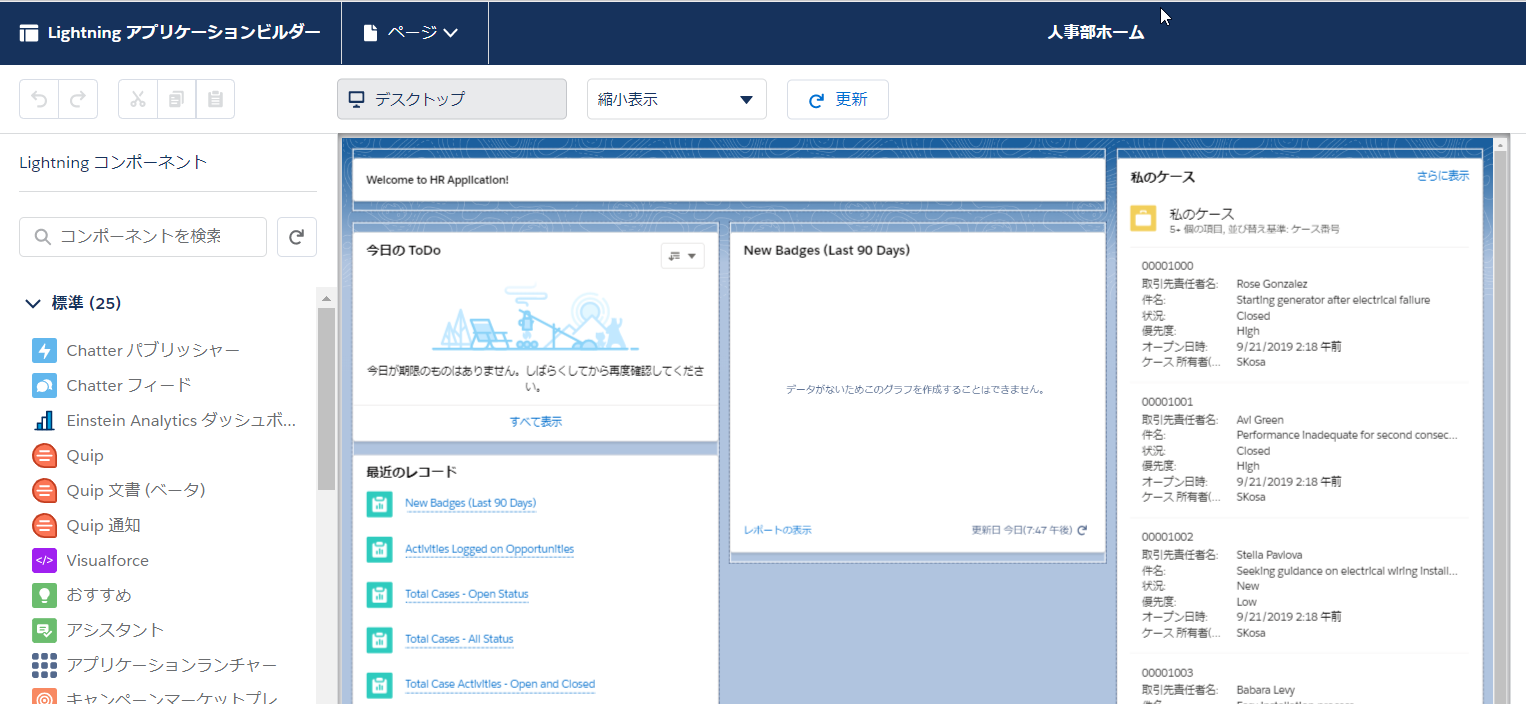 Lightning アプリケーションビルダー
ページ
人事部ホーム
デスクトップ
縮小表示
更新
Lightning コンポーネント
コンポーネントを検索
標準 (25)
Chatter パブリッシャー
Chatter フィード
Einstein Analytics ダッシュボ...
Quip
Quip 文書 (ベータ)
Quip 通知
Visualforce
おすすめ
アシスタント
アプリケーションランチャー
キャンペーンマーケットプレ
Welcome to HR Application!
今日の ToDo
今日が期限のものはありません。しばらくしてから再度確認してくださ
い。
すべて表示
最近のレコード
New Badges (Last 90 Days)
Activities Logged on Opportunities
Total Cases - Open Status
Total Cases - All Status
Total Case Activities - Open and Closed
New Badges (Last 90 Days)
データがないためこのグラフを作成することはできません。
レポートの表示
更新日 今日(7:47 午後)
私のケース
さらに表示
私のケース
5+ 個の項目, 並び替え基準: ケース番号
00001000
取引先責任者名: Rose Gonzalez
件名: Starting generator after electrical failure
状況: Closed
優先度: High
オープン日時: 9/21/2019 2:18 午前
ケース 所有者(... SKosa
00001001
取引先責任者名: Avi Green
件名: Performance inadequate for second consec...
状況: Closed
優先度: High
オープン日時: 9/21/2019 2:18 午前
ケース 所有者(... SKosa
00001002
取引先責任者名: Stella Pavlova
件名: Seeking guidance on electrical wiring install...
状況: New
優先度: Low
オープン日時: 9/21/2019 2:18 午前
ケース 所有者(... SKosa
00001003
取引先責任者名: Babara Levy